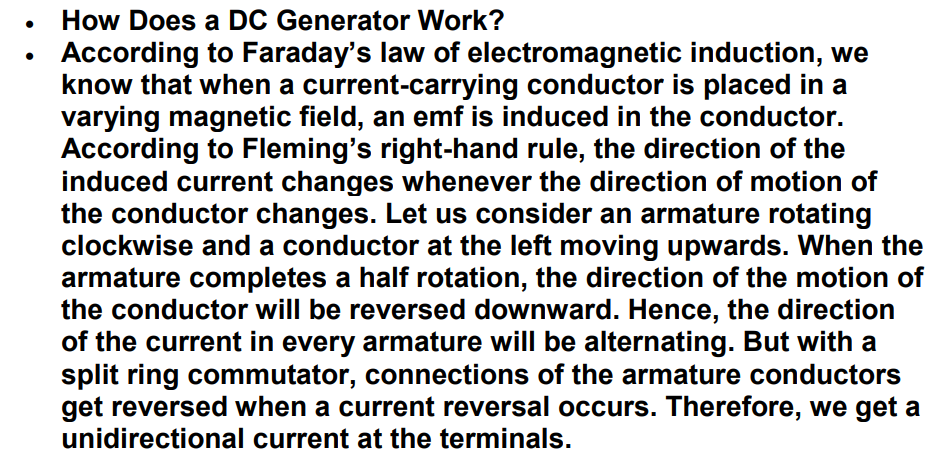 • How Does a DC Generator Work?
• According to Faraday’s law of electromagnetic induction, we
know that when a current-carrying conductor is placed in a
varying magnetic field, an emf is induced in the conductor.
According to Fleming’s right-hand rule, the direction of the
induced current changes whenever the direction of motion of
the conductor changes. Let us consider an armature rotating
clockwise and a conductor at the left moving upwards. When the
armature completes a half rotation, the direction of the motion of
the conductor will be reversed downward. Hence, the direction
of the current in every armature will be alternating. But with a
split ring commutator, connections of the armature conductors
get reversed when a current reversal occurs. Therefore, we get a
unidirectional current at the terminals.